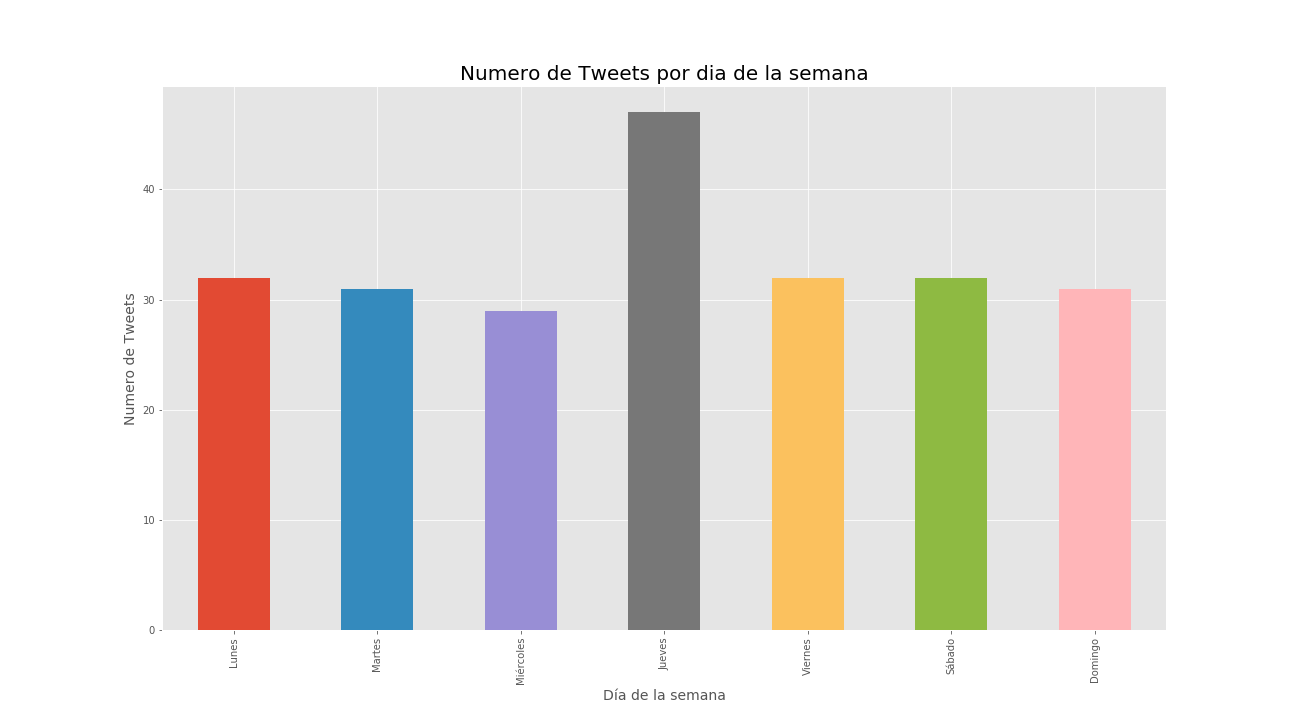 Numero de Tweets por dia de la semana
Numero de Tweets
40
30
20
10
0
Lunes
Martes
Miércoles
Jueves
Viernes
Sábado
Domingo
Día de la semana